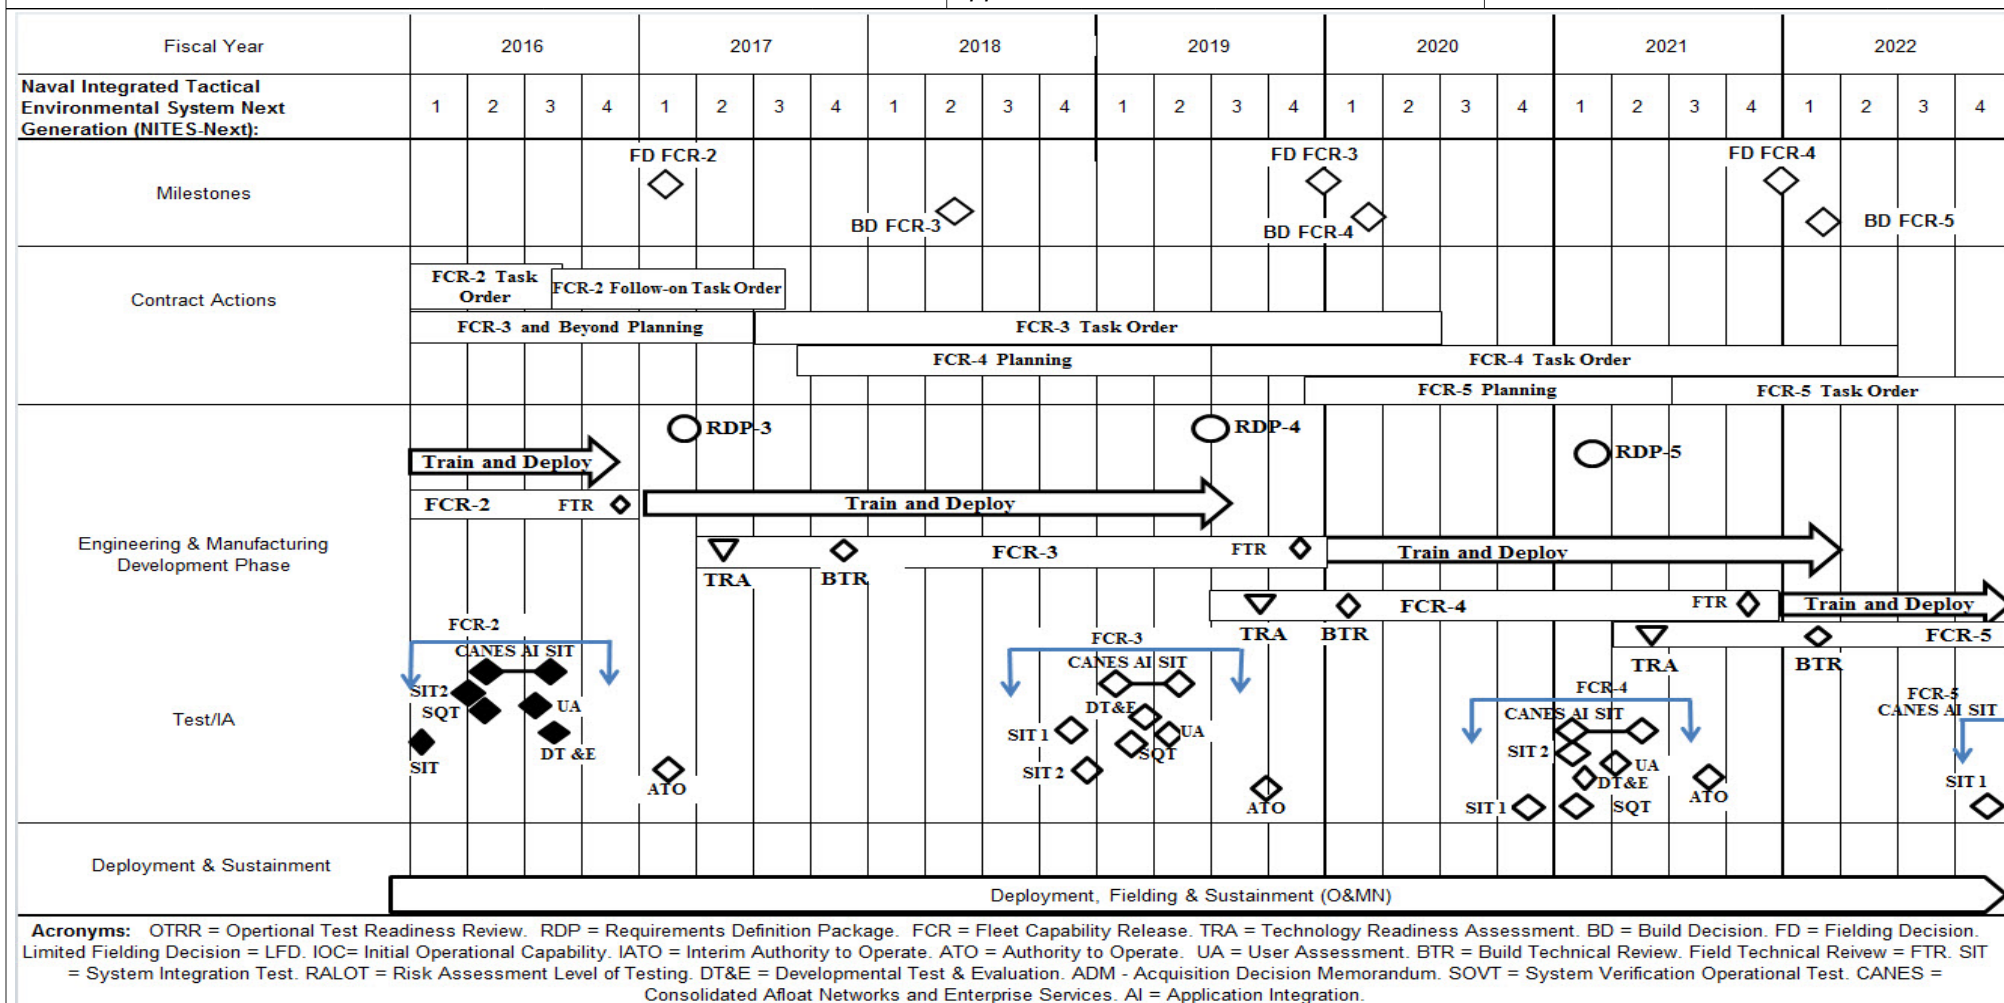 Fiscal Year 2016 2017 2018 2019 2020 2021 2022
Naval Integrated Tactical
Environmental System Next
Generation (NITES-Next):
1 2 3 4 1 2 3 4 1 2 3 4 1 2 3 4 1 2 3 4 1 2 3 4 1 2 3 4
Milestones
FD FCR-2
BD FCR-3
FD FCR-3
BD FCR-4
FD FCR-4
BD FCR-5
Contract Actions
FCR-2 Task
Order
FCR-2 Follow-on Task Order
FCR-3 and Beyond Planning
FCR-3 Task Order
FCR-4 Planning
FCR-4 Task Order
FCR-5 Planning
FCR-5 Task Order
Engineering & Manufacturing
Development Phase
RDP-3
RDP-4
RDP-5
Train and Deploy
FCR-2
FTR
Train and Deploy
TRA
BTR
FCR-3
FTR
Train and Deploy
TRA
BTR
FCR-4
FTR
Train and Deploy
TRA
BTR
FCR-5
Test/IA
FCR-2
CANES AI SIT
SIT2
SQT
UA
DT &E
SIT
ATO
FCR-3
CANES AI SIT
DT&E
SIT 1
UA
SQT
SIT 2
ATO
FCR-4
CANES AI SIT
SIT 2
UA
DT&E
ATO
SIT 1
SQT
FCR-5
CANES AI SIT
SIT 1
Deployment & Sustainment
Deployment, Fielding & Sustainment (O&MN)
Acronyms: OTRR = Opertional Test Readiness Review. RDP = Requirements Definition Package. FCR = Fleet Capability Release. TRA = Technology Readiness Assessment. BD = Build Decision. FD = Fielding Decision.
Limited Fielding Decision = LFD. IOC= Initial Operational Capability. IATO = Interim Authority to Operate. ATO = Authority to Operate. UA = User Assessment. BTR = Build Technical Review. Field Technical Reivew = FTR. SIT
= System Integration Test. RALOT = Risk Assessment Level of Testing. DT&E = Developmental Test & Evaluation. ADM - Acquisition Decision Memorandum. SOVT = System Verification Operational Test. CANES =
Consolidated Afloat Networks and Enterprise Services. AI = Application Integration.